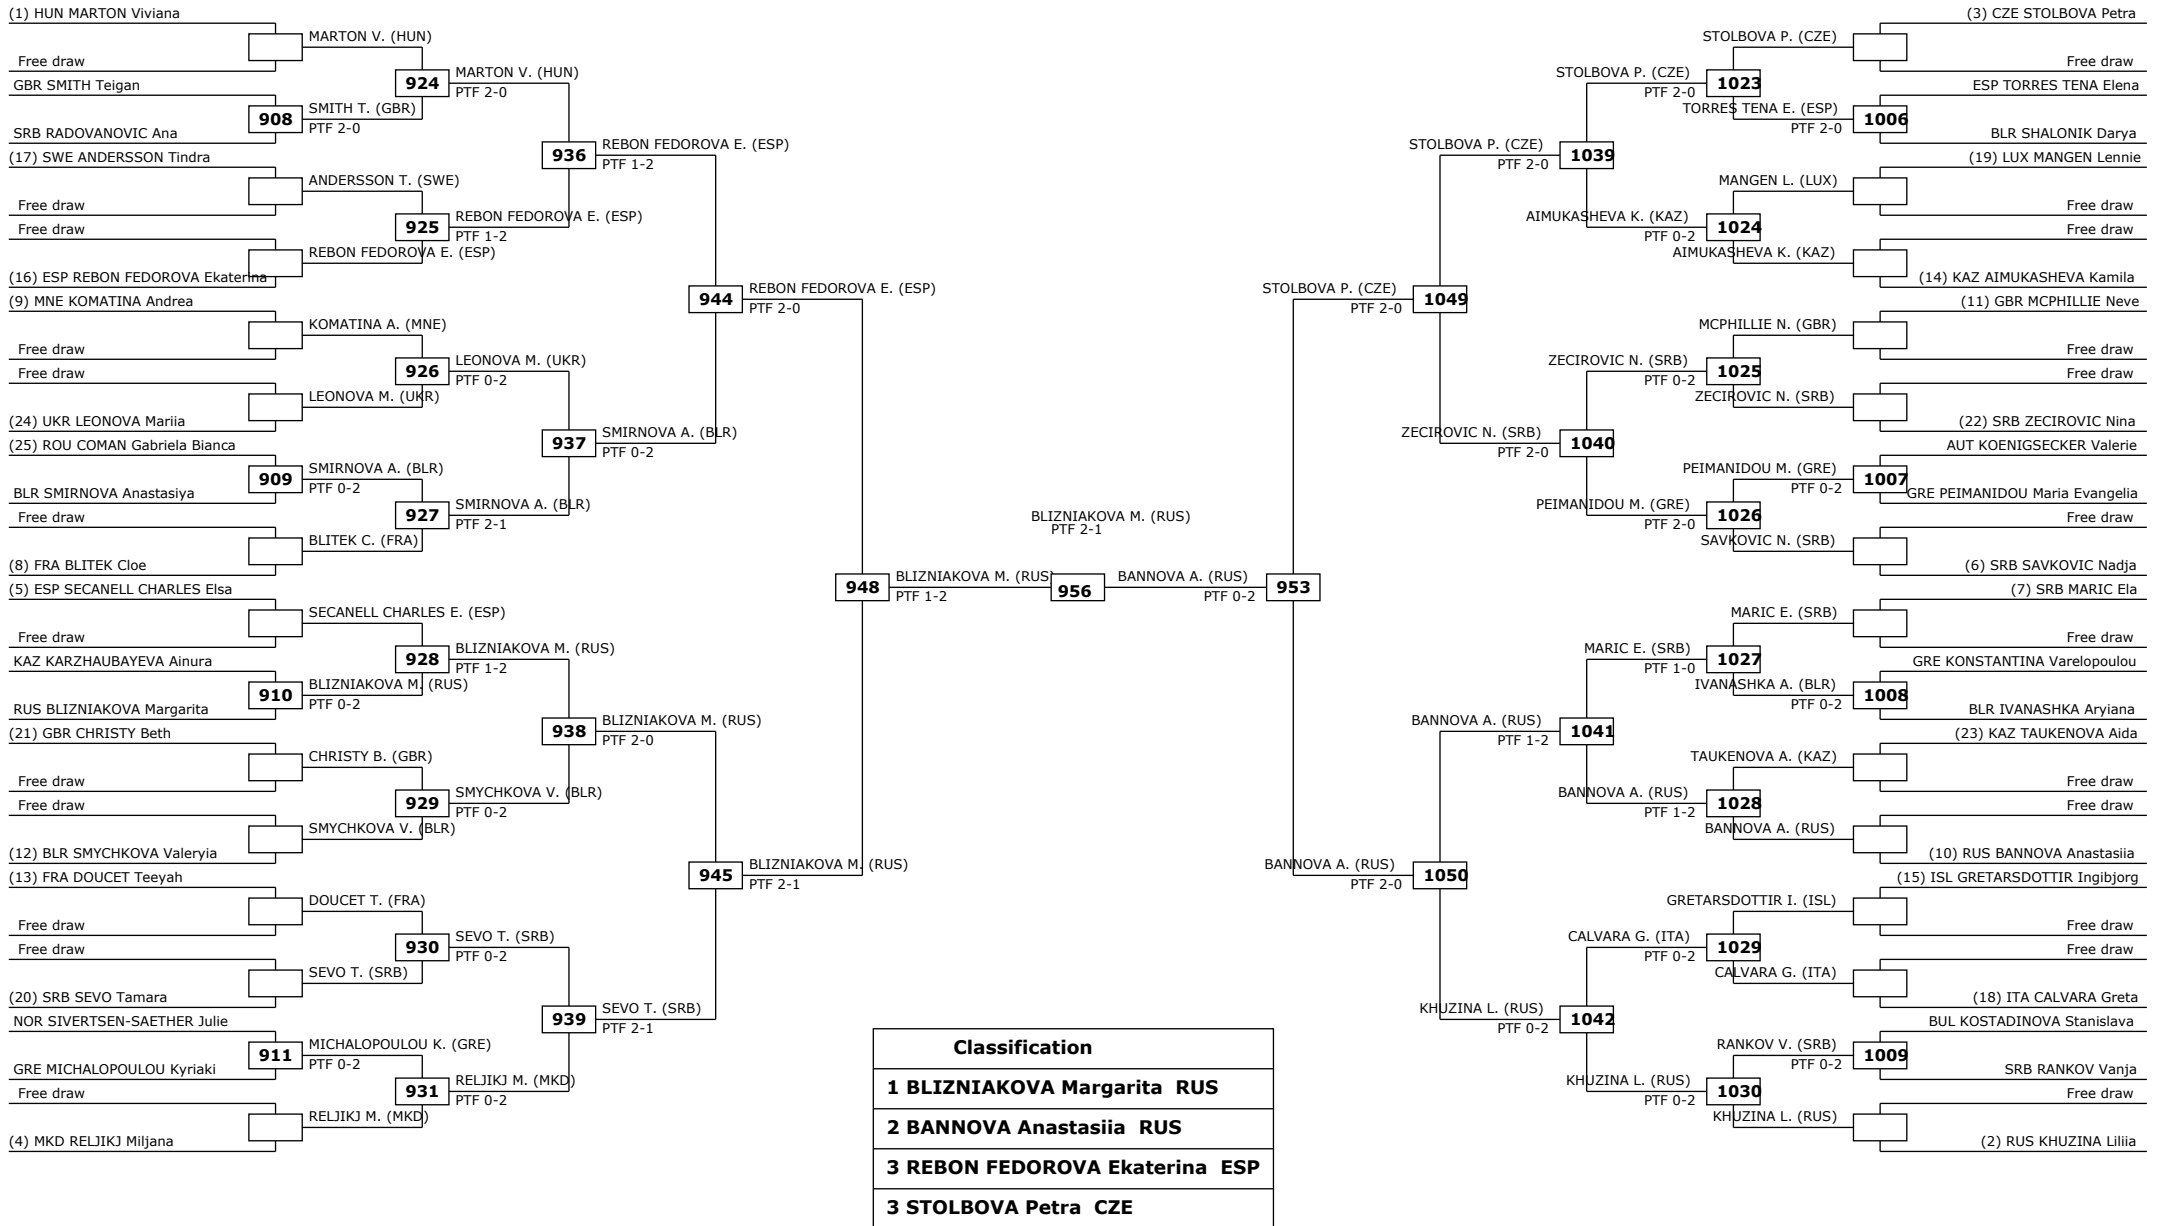 (1) HUN MARTON Viviana
MARTON V. (HUN)
Free draw
924
MARTON V. (HUN)
PTF 2-0
GBR SMITH Teigan
908
SMITH T. (GBR)
PTF 2-0
SRB RADOVANOVIC Ana
936
REBON FEDOROVA E. (ESP)
PTF 1-2
(17) SWE ANDERSSON Tindra
ANDERSSON T. (SWE)
Free draw
925
REBON FEDOROVA E. (ESP)
PTF 1-2
Free draw
REBON FEDOROVA E. (ESP)
(16) ESP REBON FEDOROVA Ekaterina
944
REBON FEDOROVA E. (ESP)
PTF 2-0
(9) MNE KOMATINA Andrea
KOMATINA A. (MNE)
Free draw
926
LEONOVA M. (UKR)
PTF 0-2
Free draw
LEONOVA M. (UKR)
(24) UKR LEONOVA Mariia
937
SMIRNOVA A. (BLR)
PTF 0-2
(25) ROU COMAN Gabriela Bianca
909
SMIRNOVA A. (BLR)
PTF 0-2
BLR SMIRNOVA Anastasiya
927
SMIRNOVA A. (BLR)
PTF 2-1
Free draw
BLITEK C. (FRA)
(8) FRA BLITEK Cloe
948
BLIZNIAKOVA M. (RUS)
PTF 1-2
(5) ESP SECANELL CHARLES Elsa
SECANELL CHARLES E. (ESP)
Free draw
928
BLIZNIAKOVA M. (RUS)
PTF 1-2
KAZ KARZHAUBAYEVA Ainura
910
BLIZNIAKOVA M. (RUS)
PTF 0-2
RUS BLIZNIAKOVA Margarita
938
BLIZNIAKOVA M. (RUS)
PTF 2-0
(21) GBR CHRISTY Beth
CHRISTY B. (GBR)
Free draw
929
SMYCHKOVA V. (BLR)
PTF 0-2
Free draw
SMYCHKOVA V. (BLR)
(12) BLR SMYCHKOVA Valeryia
945
BLIZNIAKOVA M. (RUS)
PTF 2-1
(13) FRA DOUCET Teeyah
DOUCET T. (FRA)
Free draw
930
SEVO T. (SRB)
PTF 0-2
Free draw
SEVO T. (SRB)
(20) SRB SEVO Tamara
939
SEVO T. (SRB)
PTF 2-1
NOR SIVERTSEN-SAETHER Julie
911
MICHALOPOULOU K. (GRE)
PTF 0-2
GRE MICHALOPOULOU Kyriaki
931
RELJIKJ M. (MKD)
PTF 0-2
Free draw
RELJIKJ M. (MKD)
(4) MKD RELJIKJ Miljana
BLIZNIAKOVA M. (RUS)
PTF 2-1
956
(3) CZE STOLBOVA Petra
STOLBOVA P. (CZE)
Free draw
STOLBOVA P. (CZE)
PTF 2-0
1023
ESP TORRES TENA Elena
TORRES TENA E. (ESP)
PTF 2-0
1006
BLR SHALONIK Darya
STOLBOVA P. (CZE)
PTF 2-0
1039
(19) LUX MANGEN Lennie
MANGEN L. (LUX)
Free draw
AIMUKASHEVA K. (KAZ)
PTF 0-2
1024
Free draw
AIMUKASHEVA K. (KAZ)
(14) KAZ AIMUKASHEVA Kamila
STOLBOVA P. (CZE)
PTF 2-0
1049
(11) GBR MCPHILLIE Neve
MCPHILLIE N. (GBR)
Free draw
ZECIROVIC N. (SRB)
PTF 0-2
1025
Free draw
ZECIROVIC N. (SRB)
(22) SRB ZECIROVIC Nina
ZECIROVIC N. (SRB)
PTF 2-0
1040
AUT KOENIGSECKER Valerie
PEIMANIDOU M. (GRE)
PTF 0-2
1007
GRE PEIMANIDOU Maria Evangelia
PEIMANIDOU M. (GRE)
PTF 2-0
1026
Free draw
SAVKOVIC N. (SRB)
(6) SRB SAVKOVIC Nadja
BANNOVA A. (RUS)
PTF 0-2
953
(7) SRB MARIC Ela
MARIC E. (SRB)
Free draw
MARIC E. (SRB)
PTF 1-0
1027
GRE KONSTANTINA Varelopoulou
IVANASHKA A. (BLR)
PTF 0-2
1008
BLR IVANASHKA Aryiana
BANNOVA A. (RUS)
PTF 1-2
1041
(23) KAZ TAUKENOVA Aida
TAUKENOVA A. (KAZ)
Free draw
BANNOVA A. (RUS)
PTF 1-2
1028
Free draw
BANNOVA A. (RUS)
(10) RUS BANNOVA Anastasiia
BANNOVA A. (RUS)
PTF 2-0
1050
(15) ISL GRETARSDOTTIR Ingibjorg
GRETARSDOTTIR I. (ISL)
Free draw
CALVARA G. (ITA)
PTF 0-2
1029
Free draw
CALVARA G. (ITA)
(18) ITA CALVARA Greta
KHUZINA L. (RUS)
PTF 0-2
1042
BUL KOSTADINOVA Stanislava
RANKOV V. (SRB)
PTF 0-2
1009
SRB RANKOV Vanja
KHUZINA L. (RUS)
PTF 0-2
1030
Free draw
KHUZINA L. (RUS)
(2) RUS KHUZINA Liliia
Classification
1 BLIZNIAKOVA Margarita RUS
2 BANNOVA Anastasiia RUS
3 REBON FEDOROVA Ekaterina ESP
3 STOLBOVA Petra CZE